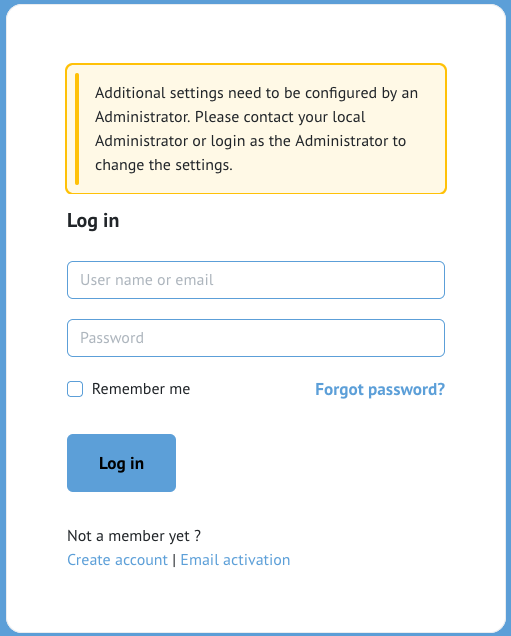 Additional settings need to be configured by an
Administrator. Please contact your local
Administrator or login as the Administrator to
change the settings.
Log in
User name or email
Password
Remember me Forgot password?
Log in
Not a member yet ?
Create account | Email activation